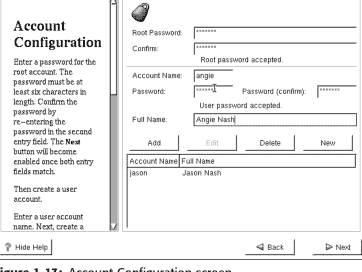 Account
Configuration
Enter a password for the
root account. The
password must be at
least six characters in
length. Confirm the
password by
re-entering the
password in the second
entry field. The Next
button will become
enabled once both entry
fields match.
Then create a user
account.
Enter a user account
name. Next, create a
Root Password: *******
Confirm: *******
Root password accepted.
Account Name: angie
Password: ****** Password (confirm): ******
User password accepted.
Full Name: Angie Nash
Add Edit Delete New
Account Name Full Name
jason Jason Nash
? Hide Help Back Next
Figure 1-13: Account Configuration screen